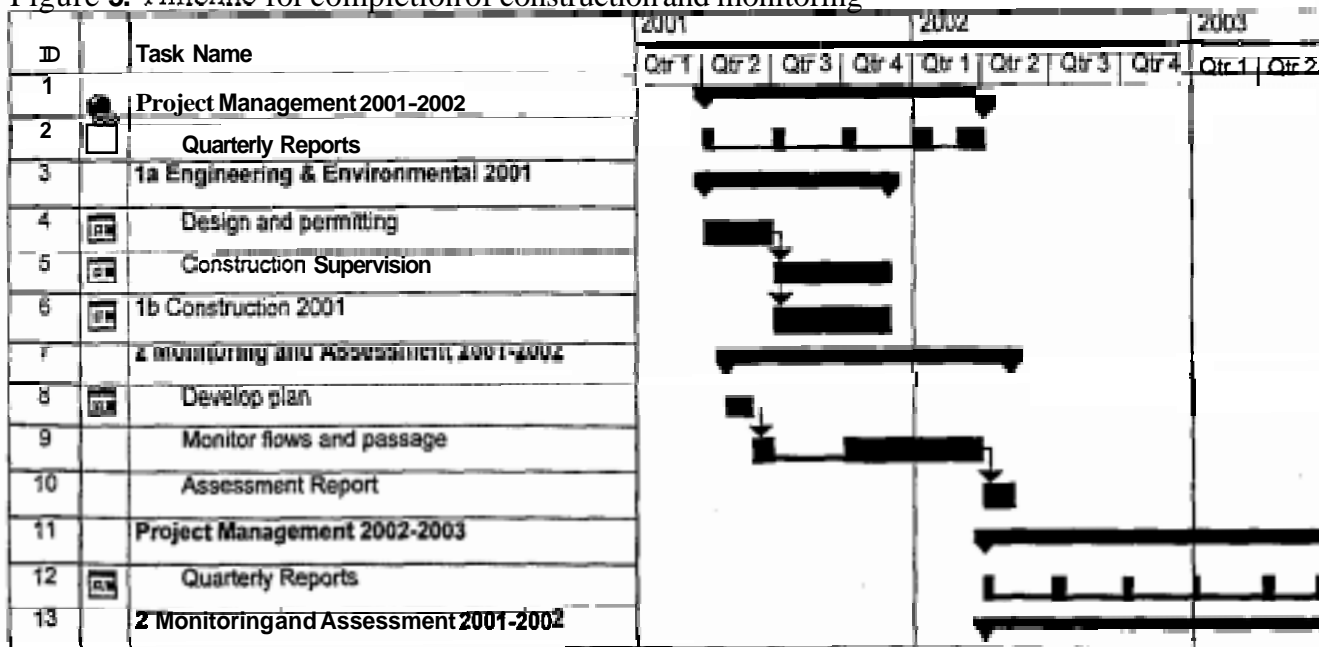 Figure 3. Timeline for completion of construction and monitoring
2001 2002 2003
ID Task Name Qtr 1 Qtr 2 Qtr 3 Qtr 4 Qtr 1 Qtr 2 Qtr 3 Qtr 4 Qtr 1 Qtr 2
1 Project Management 2001-2002
2 Quarterly Reports
3 1a Engineering & Environmental 2001
4 Design and permitting
5 Construction Supervision
6 1b Construction 2001
7 2 Monitoring and Assessment 2001-2002
8 Develop plan
9 Monitor flows and passage
10 Assessment Report
11 Project Management 2002-2003
12 Quarterly Reports
13 2 Monitoring and Assessment 2001-2002